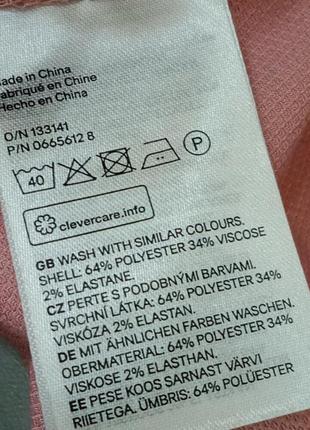 ade in China
abriqué en Chine
Hecho en China
O/N 133141
P/N 0665612 8
40 P
clevercare.info
GB WASH WITH SIMILAR COLOURS.
SHELL: 64% POLYESTER 34% VISCOSE
2% ELASTANE.
CZ PERTE S PODOBNÝMI BARVAMI.
SVRCHNÍ LÁTKA: 64% POLYESTER 34%
VISKÓZA 2% ELASTAN.
DE MIT ÄHNLICHEN FARBEN WASCHEN.
OBERMATERIAL: 64% POLYESTER 34%
VISKOSE 2% ELASTHAN.
EE PESE KOOS SARNAST VÄRVI
RIIETEGA. ÜMBRIS: 64% POLÜESTER